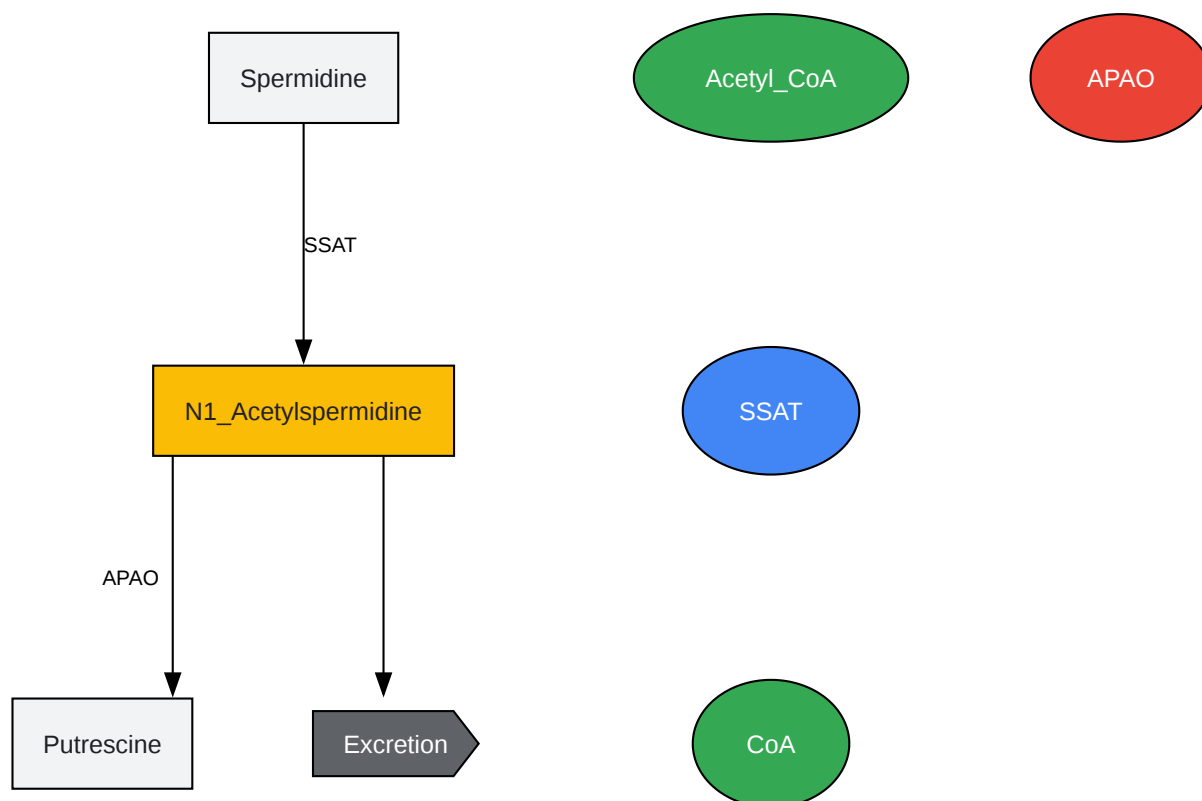 Spermidine
Acetyl_CoA
APAO
SSAT
N1_Acetylspermidine
SSAT
APAO
Putrescine
Excretion
CoA